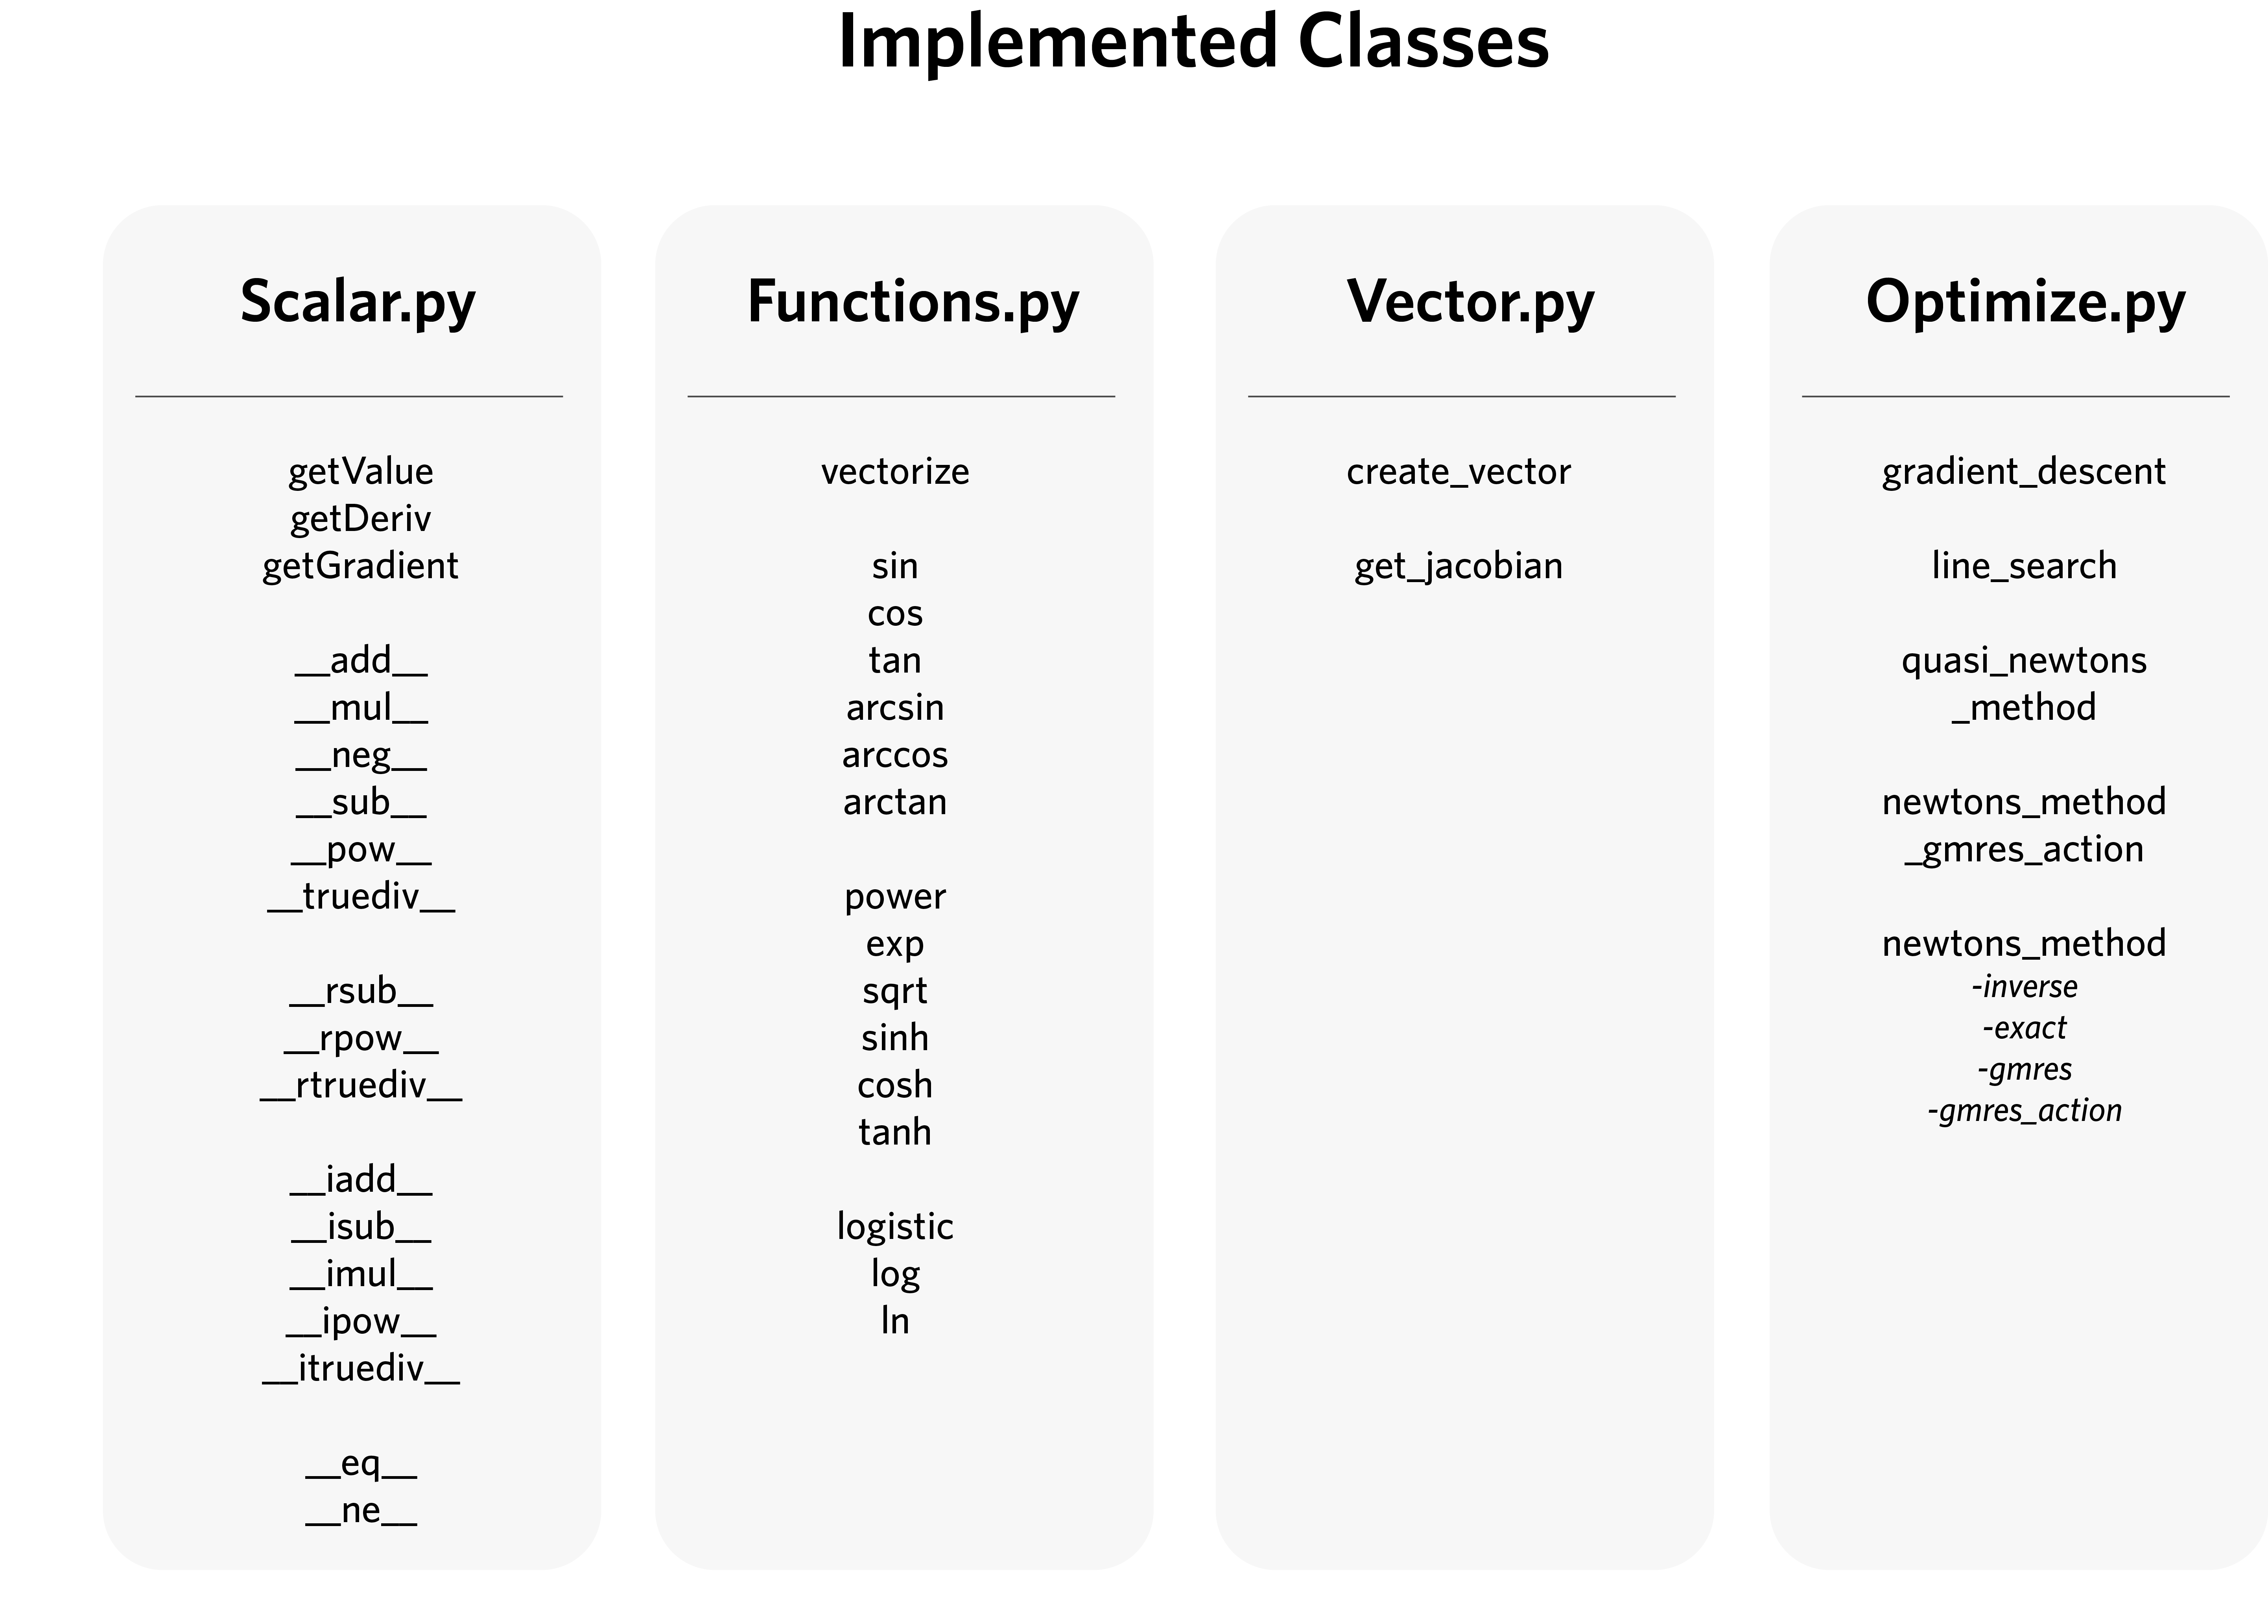 Implemented Classes
Scalar.py
getValue
getDeriv
getGradient
__add__
__mul__
__neg__
__sub__
__pow__
__truediv__
__rsub__
__rpow__
__rtruediv__
__iadd__
__isub__
__imul__
__ipow__
__itruediv__
__eq__
__ne__
Functions.py
vectorize
sin
cos
tan
arcsin
arccos
arctan
power
exp
sqrt
sinh
cosh
tanh
logistic
log
ln
Vector.py
create_vector
get_jacobian
Optimize.py
gradient_descent
line_search
quasi_newtons
_method
newtons_method
_gmres_action
newtons_method
-inverse
-exact
-gmres
-gmres_action